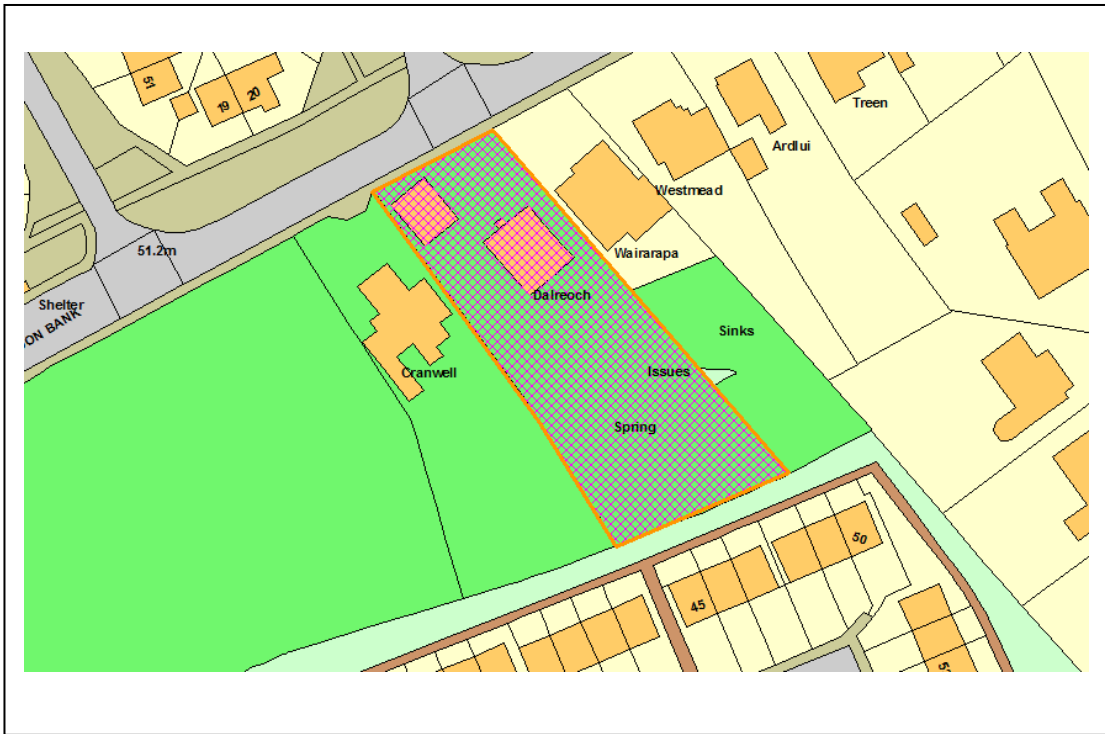 51
19
20
Treen
Ardlui
Westmead
51.2m
Wairarapa
Shelter
ON BANK
Dalreoch
Sinks
Cranwell
Issues
Spring
50
45